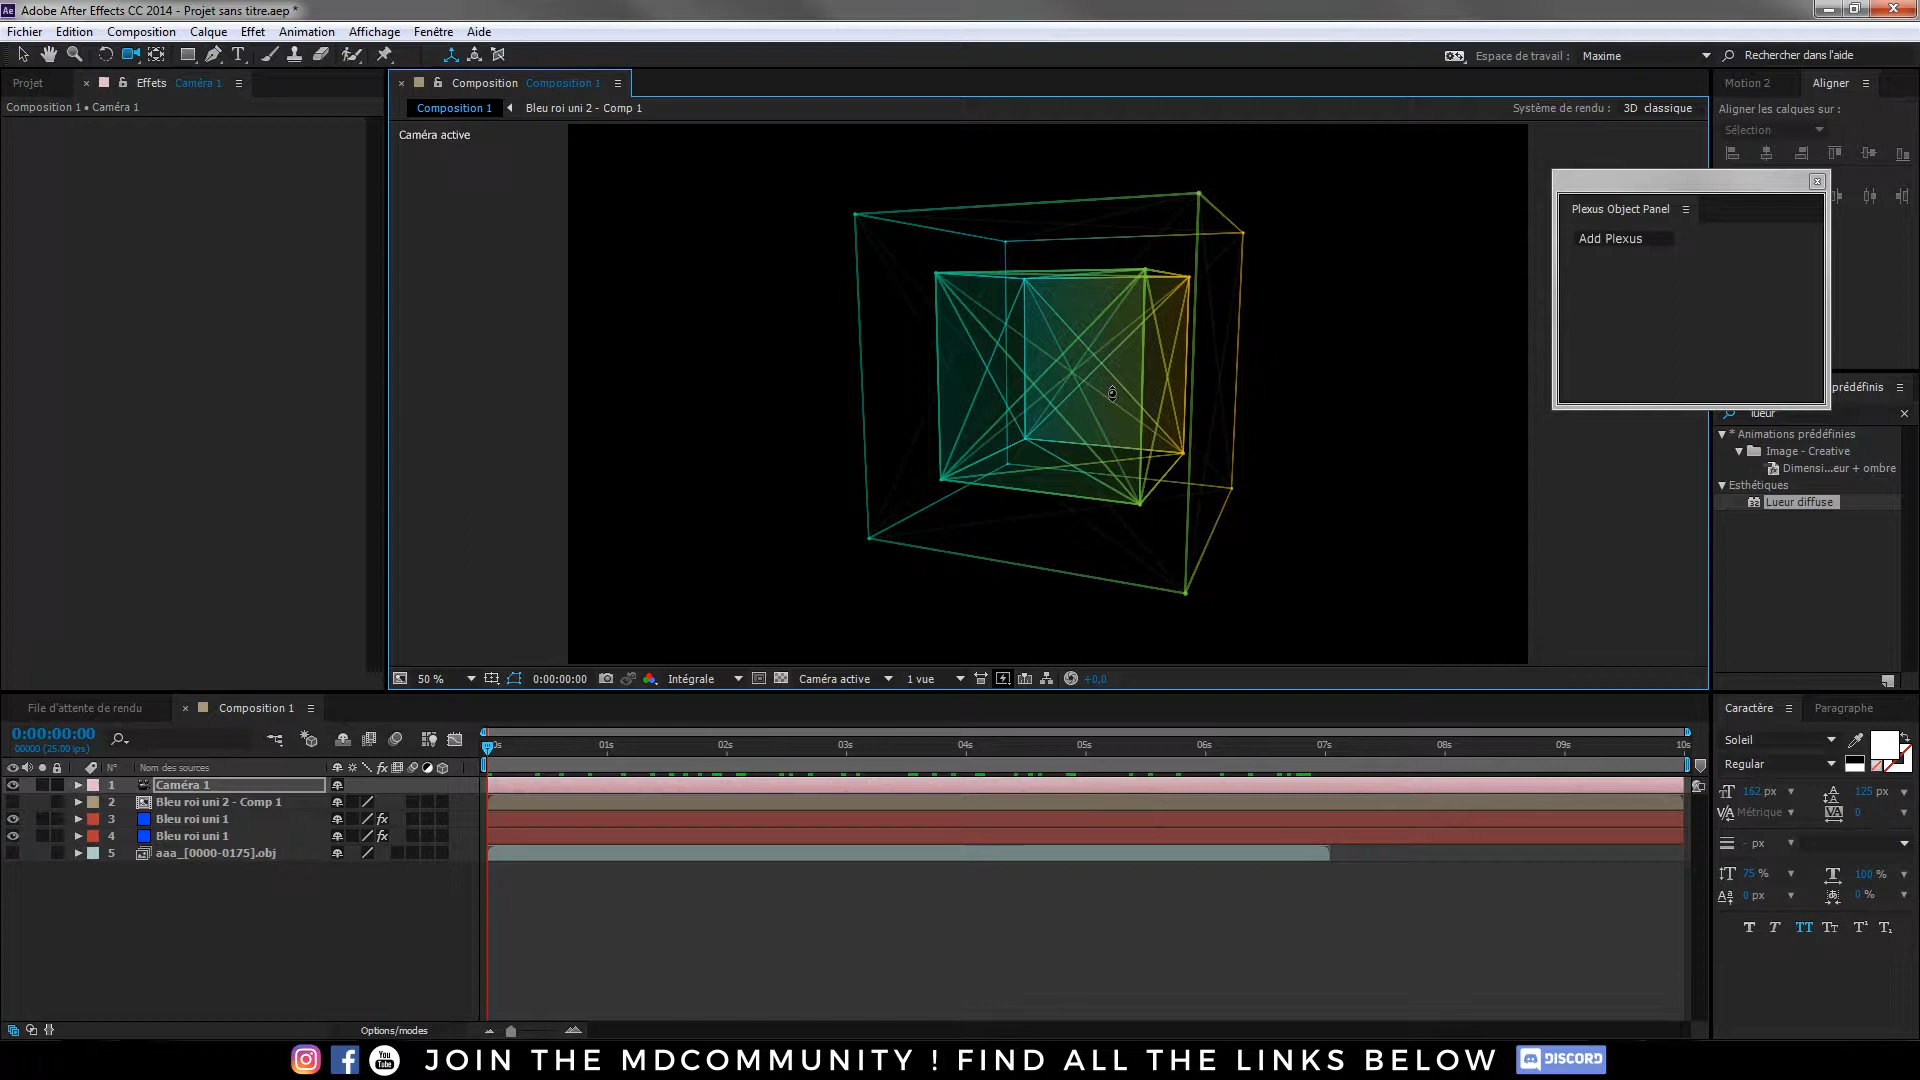 Adobe After Effects CC 2014 - Projet sans titre.aep *
Fichier Edition Composition Calque Effet Animation Affichage Fenêtre Aide
Espace de travail : Maxime Rechercher dans l'aide
Projet Effets Caméra 1
Composition 1 • Caméra 1
Composition Composition 1
Composition 1 Bleu roi uni 2 - Comp 1
Système de rendu : 3D classique
Caméra active
Motion 2 Aligner
Aligner les calques sur :
Sélection
Plexus Object Panel
Add Plexus
prédéfinis
lueur
* Animations prédéfinies
Image - Creative
Dimensi...eur + ombre
Esthétiques
Lueur diffuse
50 % 0:00:00:00 Intégrale Caméra active 1 vue +0,0
File d'attente de rendu Composition 1
0:00:00:00
00000 (25.00 ips)
N° Nom des sources
01s 02s 03s 04s 05s 06s 07s 08s 09s 10s
1 Caméra 1
2 Bleu roi uni 2 - Comp 1
3 Bleu roi uni 1
4 Bleu roi uni 1
5 aaa_[0000-0175].obj
Options/modes
Caractère Paragraphe
Soleil
Regular
162 px 125 px
Métrique 0
- px
75 % 100 %
0 px 0 %
JOIN THE MDCOMMUNITY ! FIND ALL THE LINKS BELOW
You Tube
DISCORD